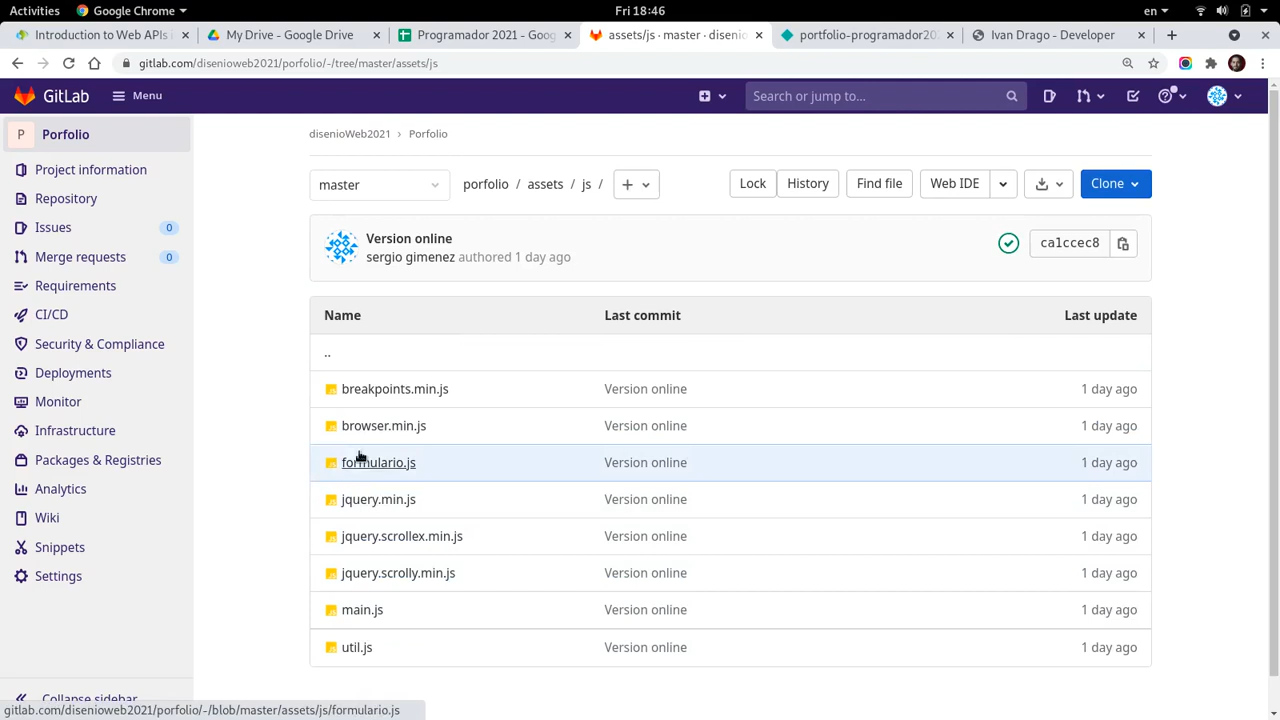 Activities
Google Chrome
Fri 18:46
en
Introduction to Web APIs i
My Drive - Google Drive
Programador 2021 - Goog
assets/js · master · disenio
portfolio-programador202
Ivan Drago - Developer
gitlab.com/disenioweb2021/porfolio/-/tree/master/assets/js
GitLab
Menu
Search or jump to...
P
Porfolio
Project information
Repository
Issues
0
Merge requests
0
Requirements
CI/CD
Security & Compliance
Deployments
Monitor
Infrastructure
Packages & Registries
Analytics
Wiki
Snippets
Settings
Collapse sidebar
disenioWeb2021 › Porfolio
master
porfolio / assets / js /
+
Lock
History
Find file
Web IDE
Clone
Version online
sergio gimenez authored 1 day ago
ca1ccec8
Name Last commit Last update
..
breakpoints.min.js Version online 1 day ago
browser.min.js Version online 1 day ago
formulario.js Version online 1 day ago
jquery.min.js Version online 1 day ago
jquery.scrollex.min.js Version online 1 day ago
jquery.scrolly.min.js Version online 1 day ago
main.js Version online 1 day ago
util.js Version online 1 day ago
gitlab.com/disenioweb2021/porfolio/-/blob/master/assets/js/formulario.js